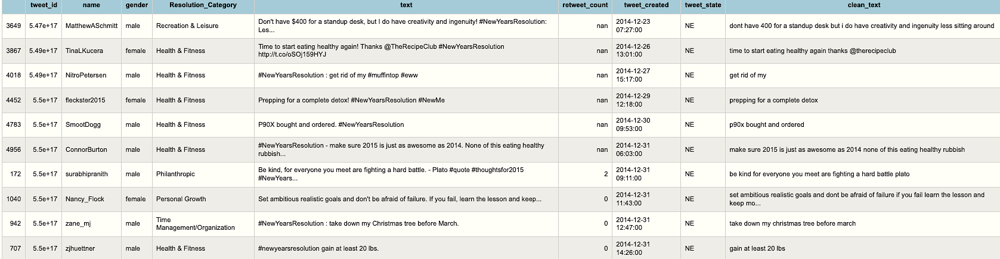 tweet_id name gender Resolution_Category text retweet_count tweet_created tweet_state clean_text
3649 5.47e+17 MatthewASchmitt male Recreation & Leisure Don't have $400 for a standup desk, but I do have creativity and ingenuity! #NewYearsResolution: nan 2014-12-23 NE dont have 400 for a standup desk but i do have creativity and ingenuity less sitting around
Les... 07:27:00
3867 5.49e+17 TinaLKucera female Health & Fitness Time to start eating healthy again! Thanks @TheRecipeClub #NewYearsResolution nan 2014-12-26 NE time to start eating healthy again thanks @therecipeclub
http://t.co/oSOj159HYJ 13:01:00
4018 5.49e+17 NitroPetersen male Health & Fitness #NewYearsResolution : get rid of my #muffintop #eww nan 2014-12-27 NE get rid of my
15:17:00
4452 5.5e+17 fleckster2015 female Health & Fitness Prepping for a complete detox! #NewYearsResolution #NewMe nan 2014-12-29 NE prepping for a complete detox
12:18:00
4783 5.5e+17 SmootDogg male Health & Fitness P90X bought and ordered. #NewYearsResolution nan 2014-12-30 NE p90x bought and ordered
09:53:00
4956 5.5e+17 ConnorBurton male Health & Fitness #NewYearsResolution - make sure 2015 is just as awesome as 2014. None of this eating healthy nan 2014-12-31 NE make sure 2015 is just as awesome as 2014 none of this eating healthy rubbish
rubbish... 06:03:00
172 5.5e+17 surabhipranith male Philanthropic Be kind, for everyone you meet are fighting a hard battle. - Plato #quote #thoughtsfor2015 2 2014-12-31 NE be kind for everyone you meet are fighting a hard battle plato
#NewYears... 09:11:00
1040 5.5e+17 Nancy_Flock female Personal Growth Set ambitious realistic goals and don't be afraid of failure. If you fail, learn the lesson and keep... 0 2014-12-31 NE set ambitious realistic goals and dont be afraid of failure if you fail learn the lesson and
11:43:00 keep mo...
942 5.5e+17 zane_mj male Time #NewYearsResolution : take down my Christmas tree before March. 0 2014-12-31 NE take down my christmas tree before march
Management/Organization 12:47:00
707 5.5e+17 zjhuettner male Health & Fitness #newyearsresolution gain at least 20 lbs. 0 2014-12-31 NE gain at least 20 lbs
14:26:00